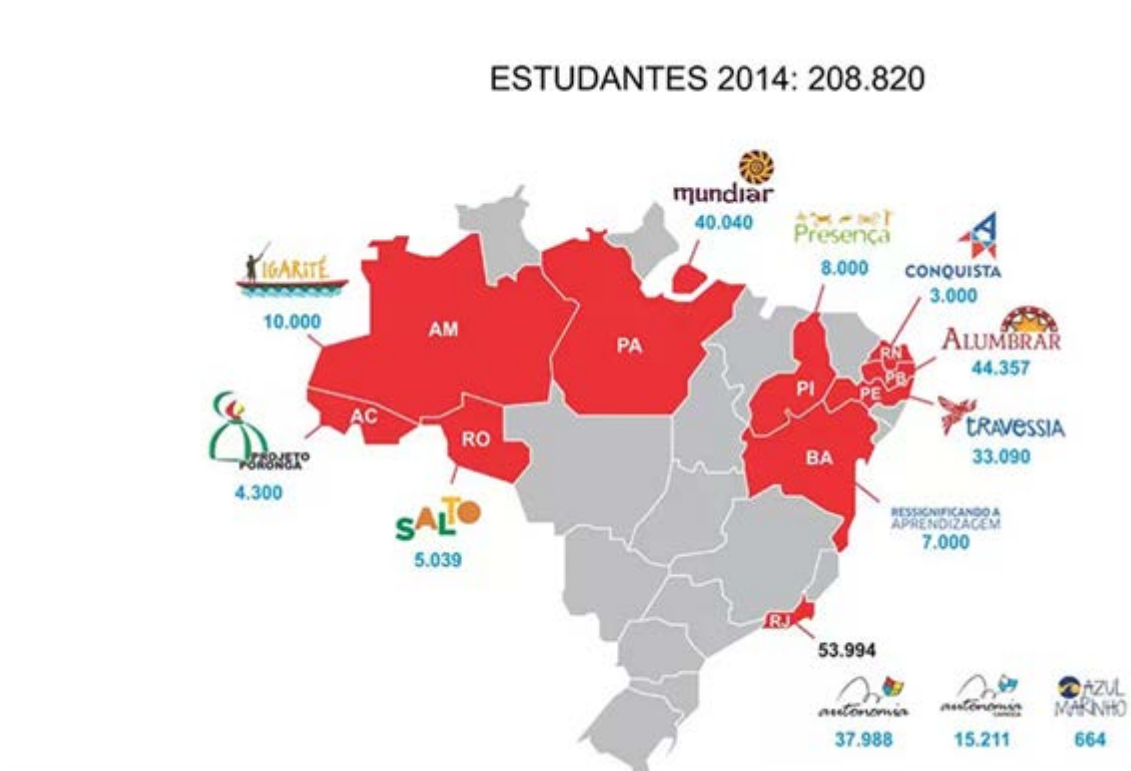 ESTUDANTES 2014: 208.820
mundiar
40.040
Presença
8.000
CONQUISTA
3.000
IGARITÉ
10.000
ALUMBRAR
44.357
AM
PA
RN
PB
PE
PI
travessia
33.090
AC
RO
BA
PROJETO
PORONGA
4.300
SALTO
5.039
RESSIGNIFICANDO A
APRENDIZAGEM
7.000
RJ
53.994
autonomia
37.988
autonomia
CARIOCA
15.211
AZUL
MARINHO
664